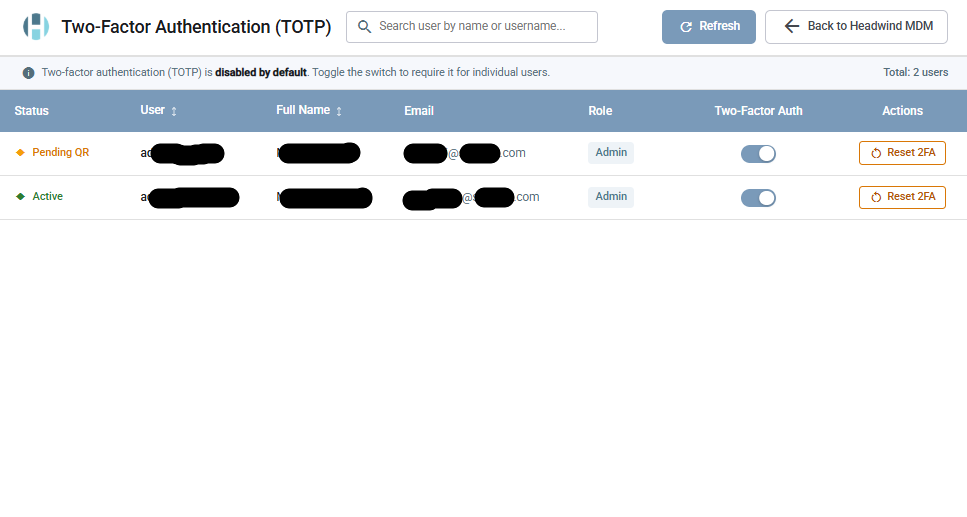 Two-Factor Authentication (TOTP)
Search user by name or username...
Refresh
Back to Headwind MDM
Two-factor authentication (TOTP) is disabled by default. Toggle the switch to require it for individual users.
Total: 2 users
Status User Full Name Email Role Two-Factor Auth Actions
Pending QR @ .com Admin Reset 2FA
Active @ .com Admin Reset 2FA